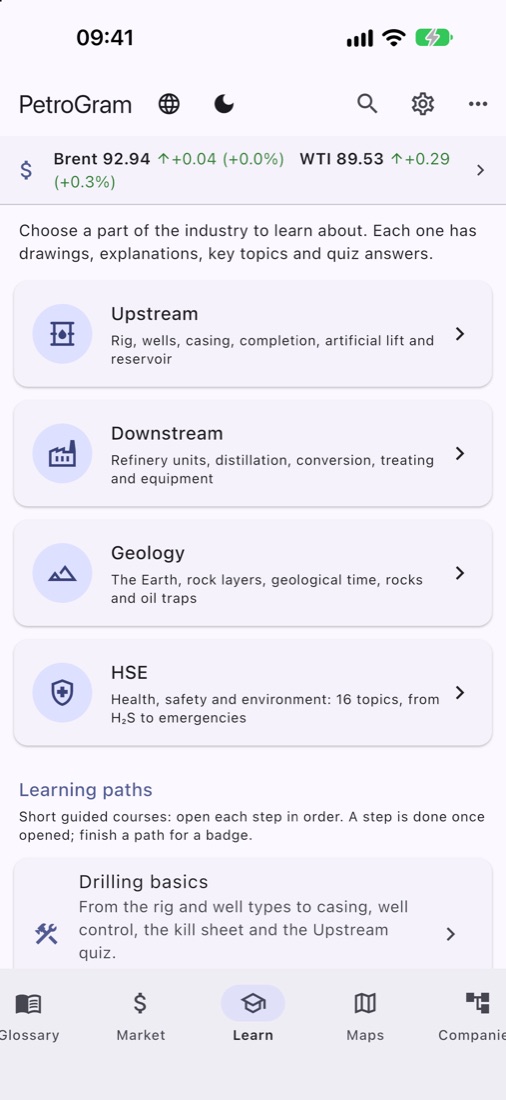 09:41
PetroGram
$ Brent 92.94 ↑+0.04 (+0.0%) WTI 89.53 ↑+0.29
(+0.3%)
Choose a part of the industry to learn about. Each one has
drawings, explanations, key topics and quiz answers.
Upstream
Rig, wells, casing, completion, artificial lift and
reservoir
Downstream
Refinery units, distillation, conversion, treating
and equipment
Geology
The Earth, rock layers, geological time, rocks
and oil traps
HSE
Health, safety and environment: 16 topics, from
H₂S to emergencies
Learning paths
Short guided courses: open each step in order. A step is done once
opened; finish a path for a badge.
Drilling basics
From the rig and well types to casing, well
control, the kill sheet and the Upstream
quiz.
Glossary Market Learn Maps Companie